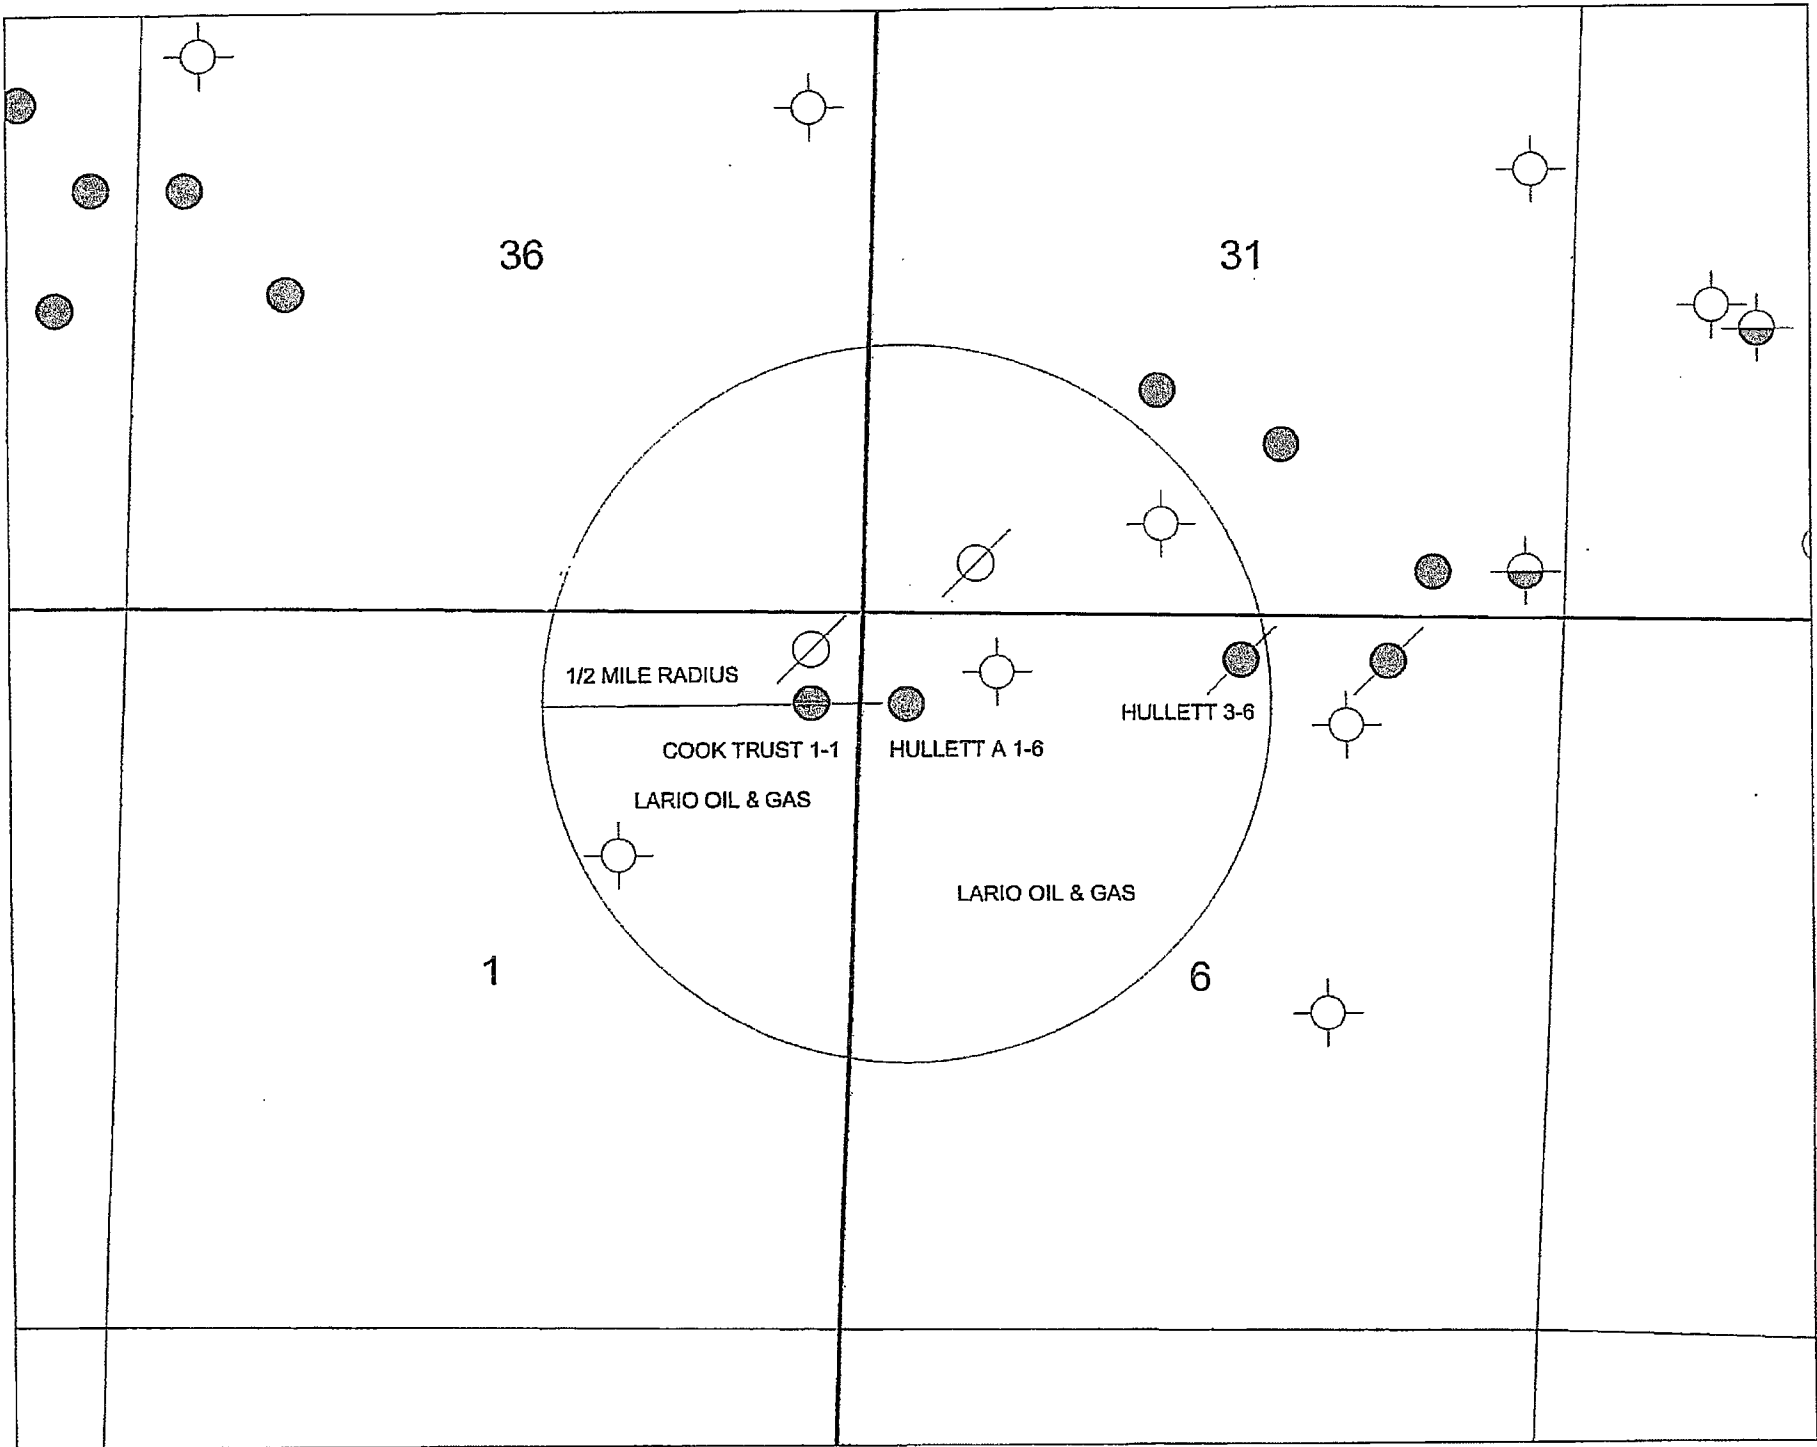 36
31
1/2 MILE RADIUS
HULLETT 3-6
COOK TRUST 1-1
HULLETT A 1-6
LARIO OIL & GAS
LARIO OIL & GAS
1
6